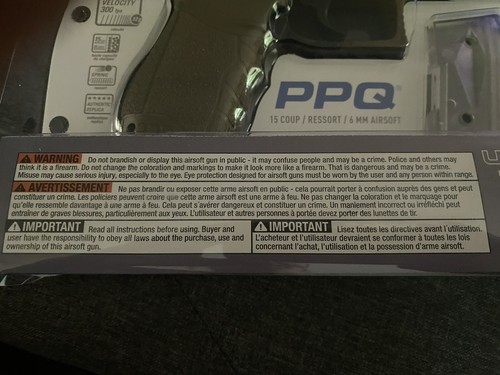 VELOCITY
300
SPRING
AUTHENTIC
RÉPLICA
PPQ
15 COUP / RESSORT / 6 MM AIRSOFT
WARNING Do not brandish or display this airsoft gun in public - it may confuse people and may be a crime. Police and others may
think it is a firearm. Do not change the coloration and markings to make it look more like a firearm. That is dangerous and may be a crime.
Misuse may cause serious injury, especially to the eye. Eye protection designed for airsoft guns must be worn by the user and any person within range.
AVERTISSEMENT Ne pas brandir ou exposer cette arme airsoft en public - cela pourrait porter à confusion auprès des gens et peut
constituer un crime. Les policiers peuvent croire que cette arme airsoft est une arme à feu. Ne pas changer la coloration et le marquage pour
qu'elle ressemble davantage à une arme à feu. Cela peut s'avérer dangereux et constituer un crime. Un maniement incorrect ou irréfléchi peut
entraîner de graves blessures, particulièrement aux yeux. L'utilisateur et autres personnes à portée devez porter des lunettes de tir.
IMPORTANT Read all instructions before using. Buyer and
user have the responsibility to obey all laws about the purchase, use and
ownership of this airsoft gun.
IMPORTANT Lisez toutes les directives avant l'utilisation.
L'acheteur et l'utilisateur devraient se conformer à toutes les lois
concernant l'achat, l'utilisation et la possession d'arme airsoft.